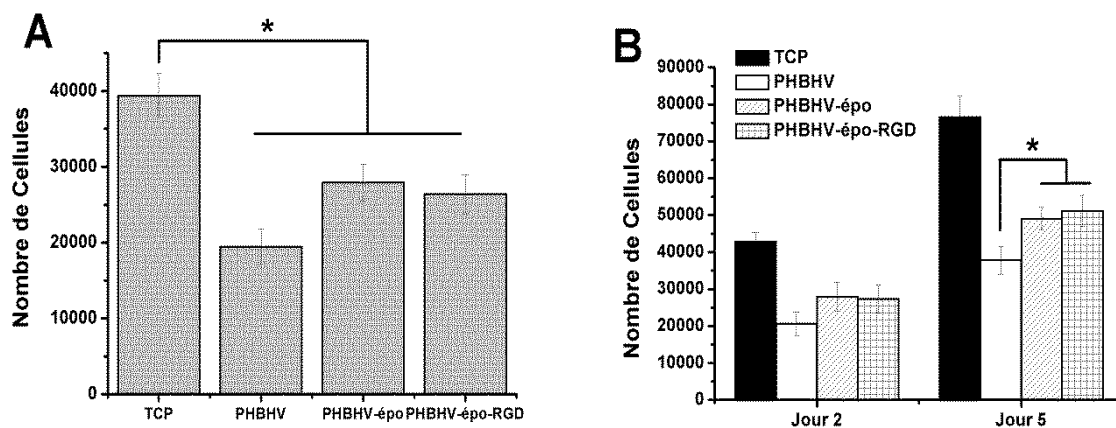 A
*
Nombre de Cellules
40000
30000
20000
10000
0
TCP
PHBHV
PHBHV-épo
PHBHV-épo-RGD
B
TCP
PHBHV
PHBHV-épo
PHBHV-épo-RGD
*
Nombre de Cellules
90000
80000
70000
60000
50000
40000
30000
20000
10000
0
Jour 2
Jour 5